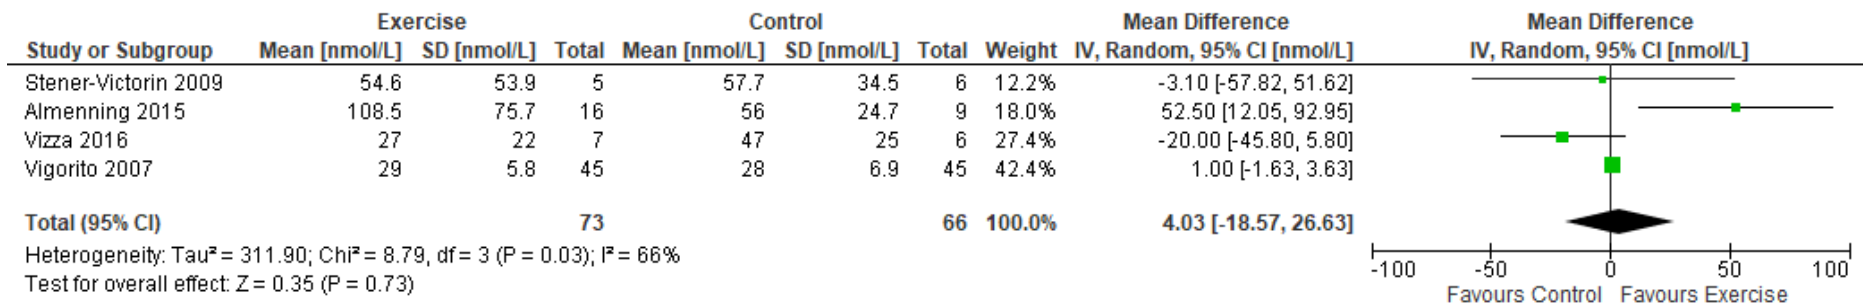 Exercise Control Mean Difference Mean Difference
Study or Subgroup Mean [nmol/L] SD [nmol/L] Total Mean [nmol/L] SD [nmol/L] Total Weight IV, Random, 95% CI [nmol/L] IV, Random, 95% CI [nmol/L]
Stener-Victorin 2009 54.6 53.9 5 57.7 34.5 6 12.2% -3.10 [-57.82, 51.62]
Almenning 2015 108.5 75.7 16 56 24.7 9 18.0% 52.50 [12.05, 92.95]
Vizza 2016 27 22 7 47 25 6 27.4% -20.00 [-45.80, 5.80]
Vigorito 2007 29 5.8 45 28 6.9 45 42.4% 1.00 [-1.63, 3.63]
Total (95% CI) 73 66 100.0% 4.03 [-18.57, 26.63]
Heterogeneity: Tau² = 311.90; Chi² = 8.79, df = 3 (P = 0.03); I² = 66%
Test for overall effect: Z = 0.35 (P = 0.73)
-100 -50 0 50 100
Favours Control Favours Exercise